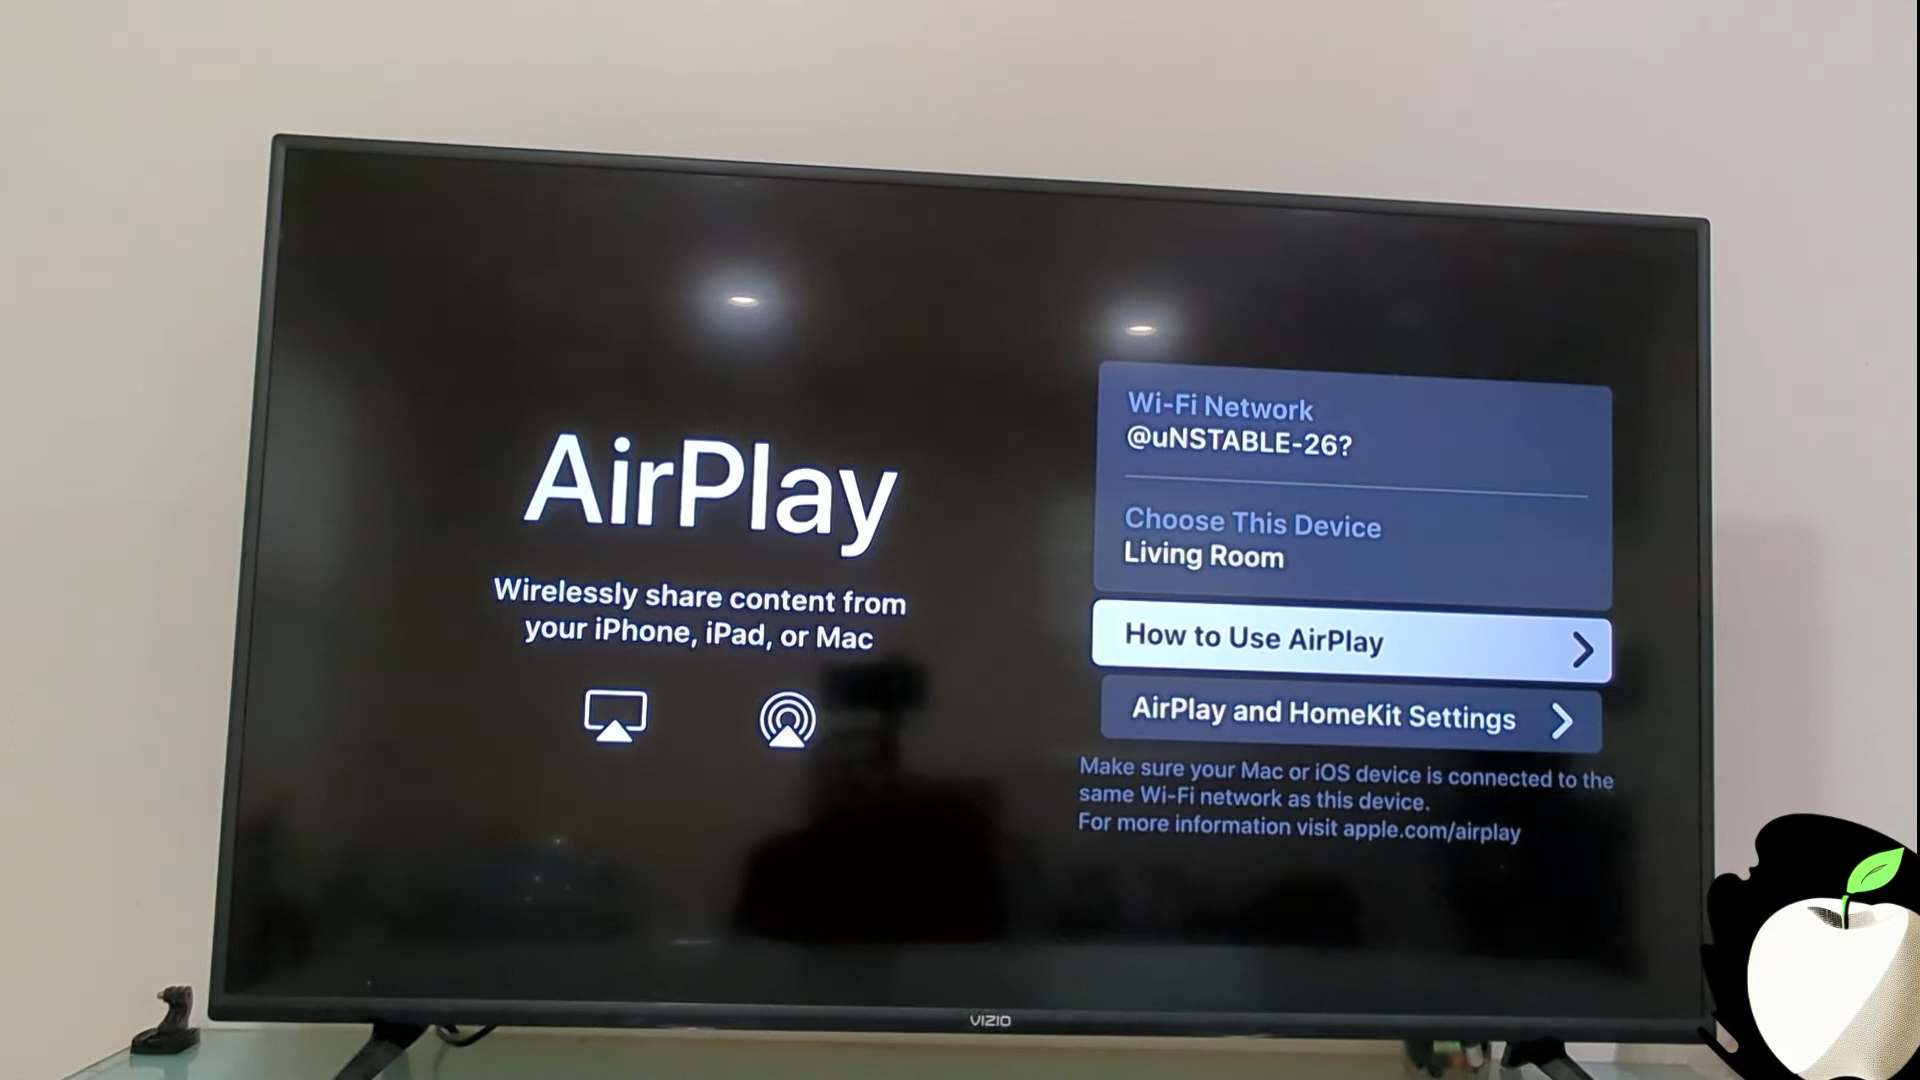 AirPlay
Wirelessly share content from
your iPhone, iPad, or Mac
Wi-Fi Network
@uNSTABLE-26?
Choose This Device
Living Room
How to Use AirPlay
AirPlay and HomeKit Settings
Make sure your Mac or iOS device is connected to the
same Wi-Fi network as this device.
For more information visit apple.com/airplay
VIZIO